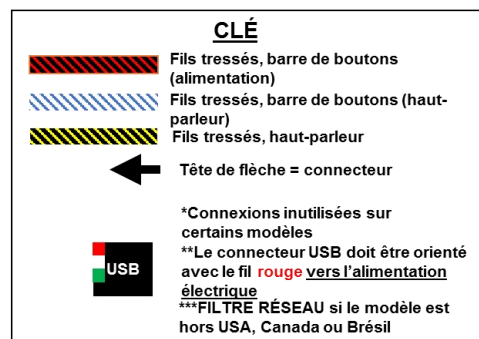 CLÉ
Fils tressés, barre de boutons
(alimentation)
Fils tressés, barre de boutons (haut-
parleur)
Fils tressés, haut-parleur
Tête de flèche = connecteur
*Connexions inutilisées sur
certains modèles
**Le connecteur USB doit être orienté
avec le fil rouge vers l'alimentation
électrique
USB
***FILTRE RÉSEAU si le modèle est
hors USA, Canada ou Brésil